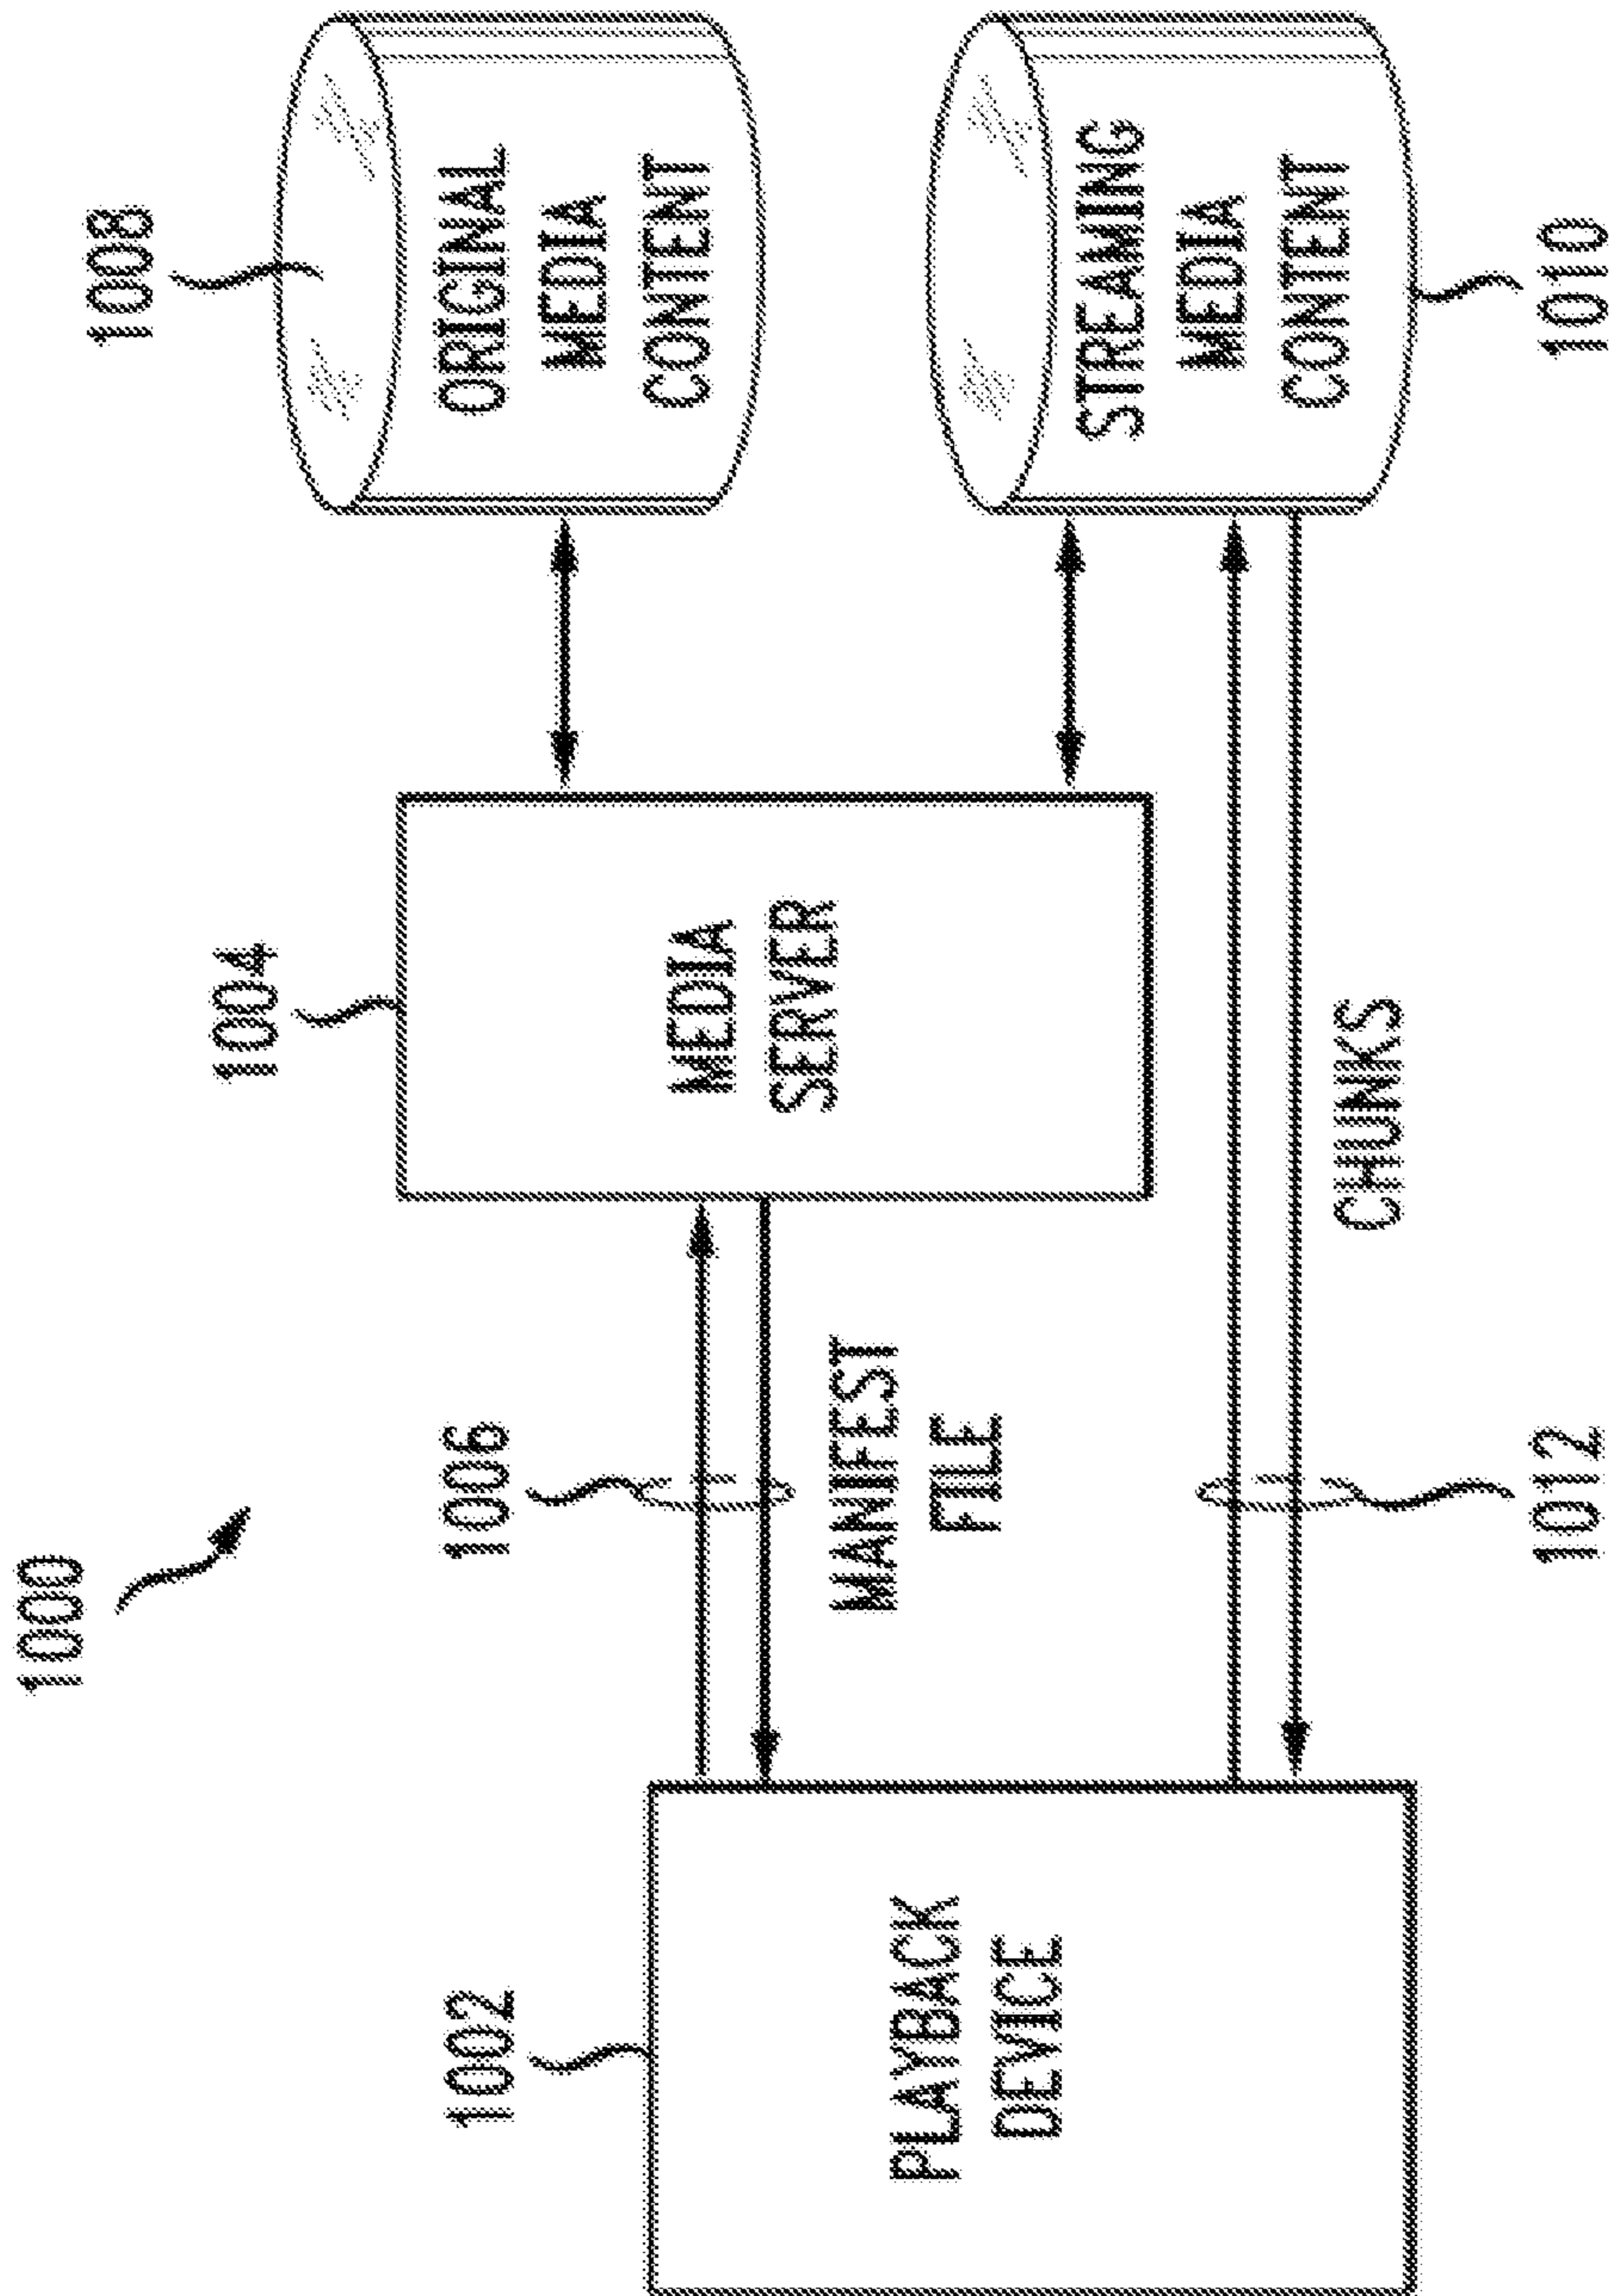 1000
1008
ORIGINAL
MEDIA
CONTENT
1004
MEDIA
SERVER
1006
MANIFEST
FILE
1002
PLAYBACK
DEVICE
STREAMING
MEDIA
CONTENT
1010
CHUNKS
1012